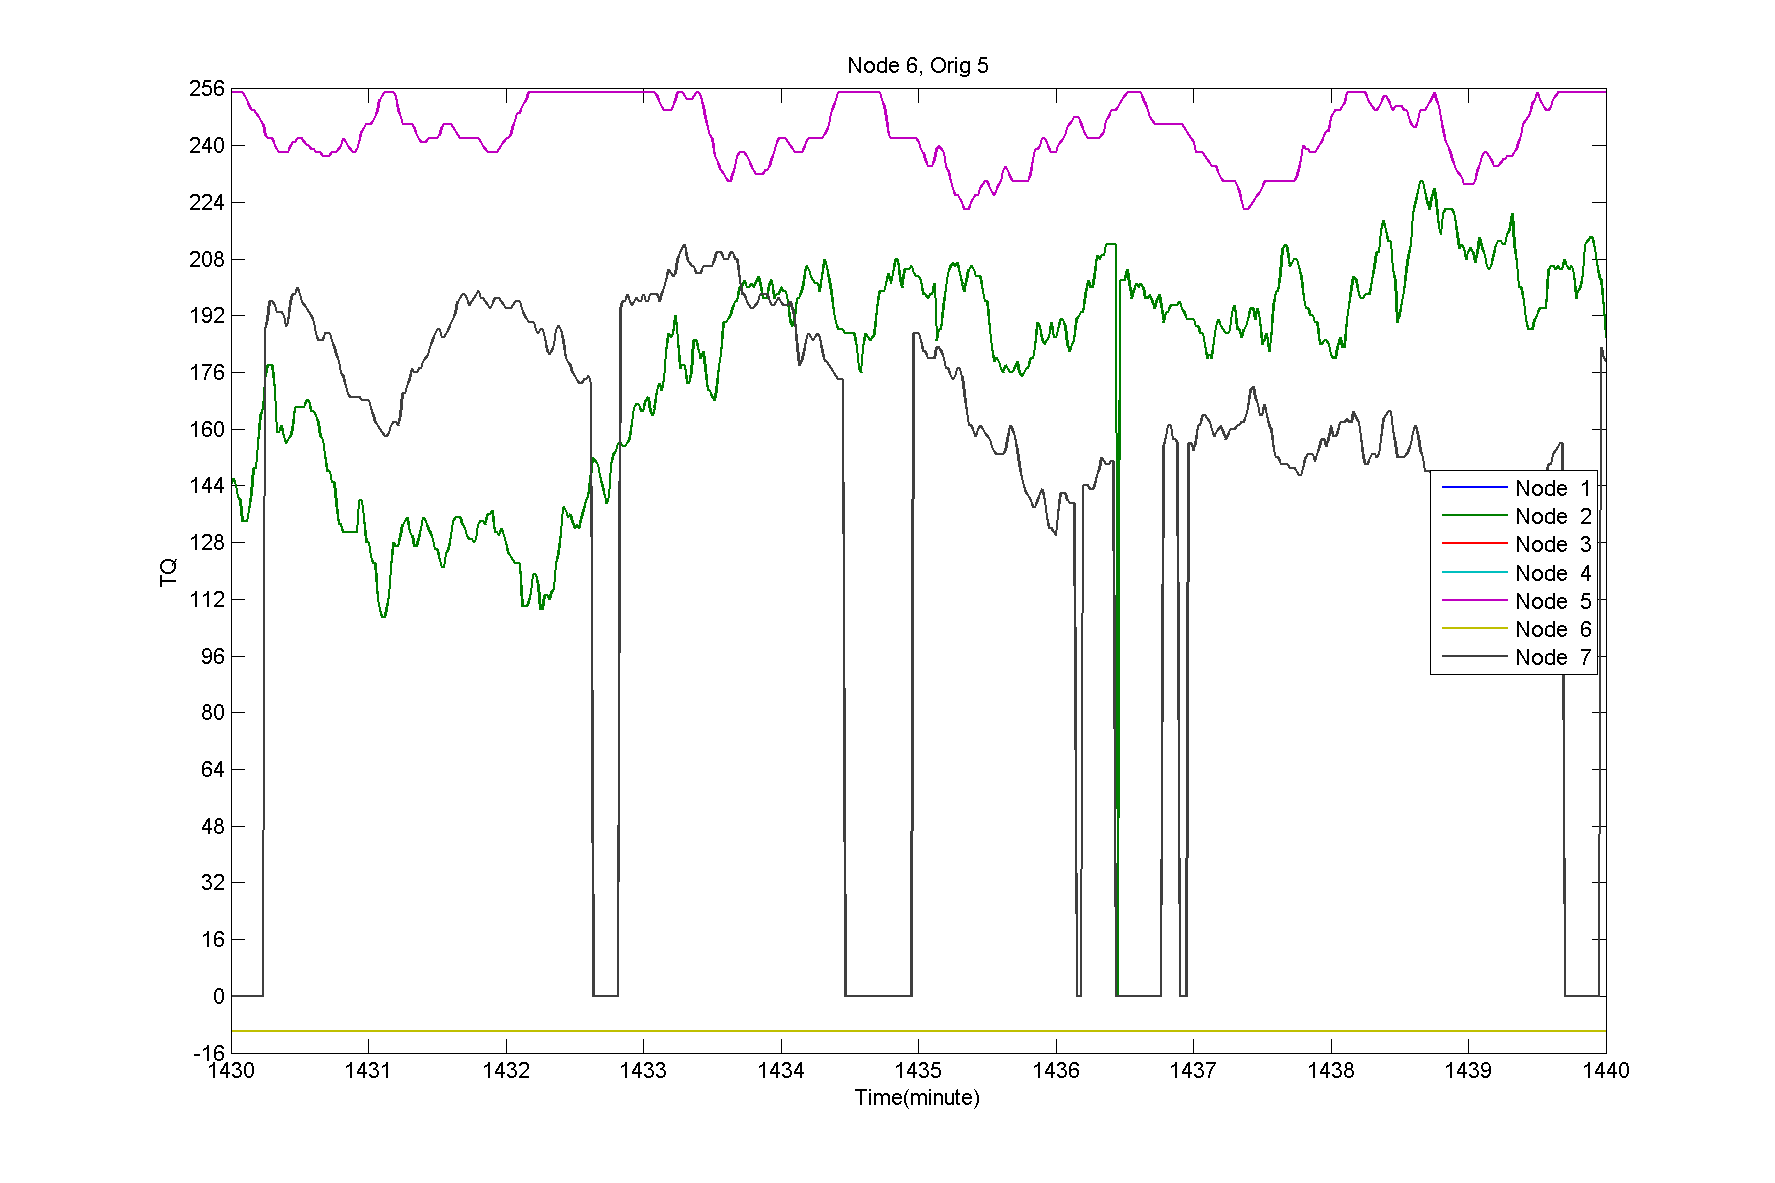 Node 6, Orig 5
256
240
224
208
192
176
160
144
128
112
96
80
64
48
32
16
0
-16
TQ
Node 1
Node 2
Node 3
Node 4
Node 5
Node 6
Node 7
1430 1431 1432 1433 1434 1435 1436 1437 1438 1439 1440
Time(minute)